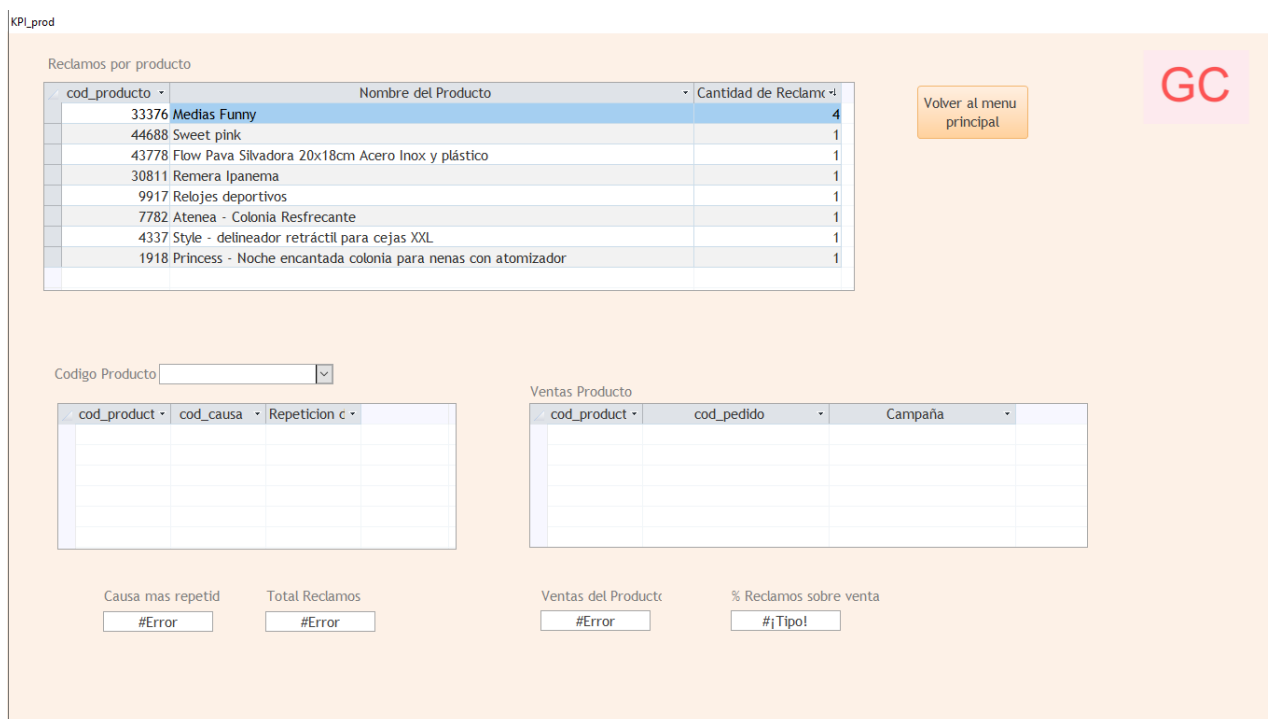 KPI_prod
Reclamos por producto
GC
cod_producto Nombre del Producto Cantidad de Reclamo
Volver al menu
principal
33376 Medias Funny 4
44688 Sweet pink 1
43778 Flow Pava Silvadora 20x18cm Acero Inox y plástico 1
30811 Remera Ipanema 1
9917 Relojes deportivos 1
7782 Atenea - Colonia Resfrecante 1
4337 Style - delineador retráctil para cejas XXL 1
1918 Princess - Noche encantada colonia para nenas con atomizador 1
Codigo Producto
cod_product cod_causa Repeticion c
Ventas Producto
cod_product cod_pedido Campaña
Causa mas repetid Total Reclamos
#Error #Error
Ventas del Producto % Reclamos sobre venta
#Error #¡Tipo!